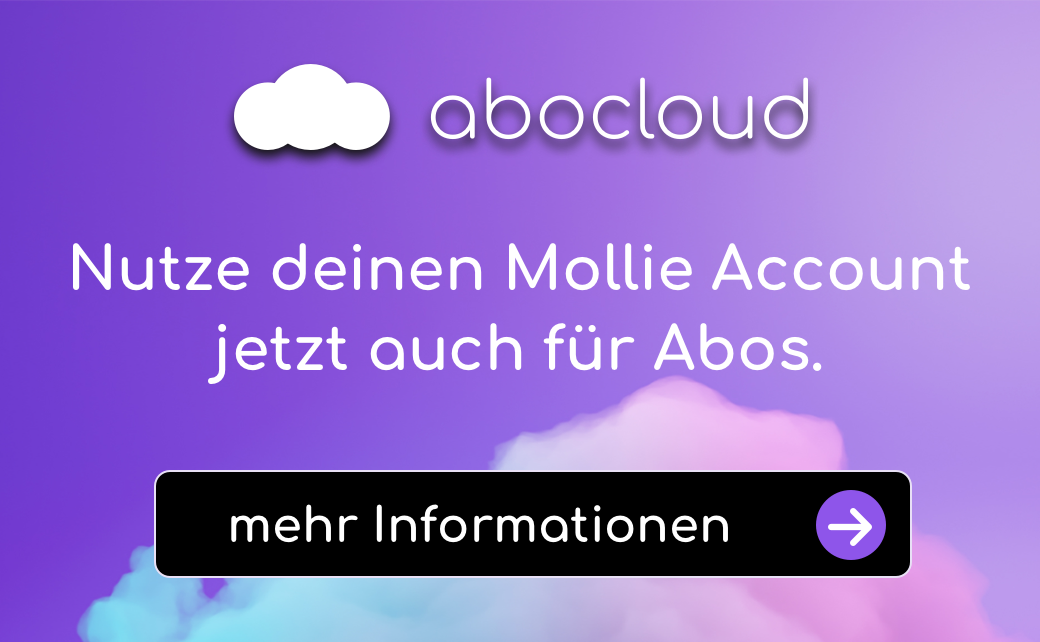 abocloud
Nutze deinen Mollie Account
jetzt auch für Abos.
mehr Informationen